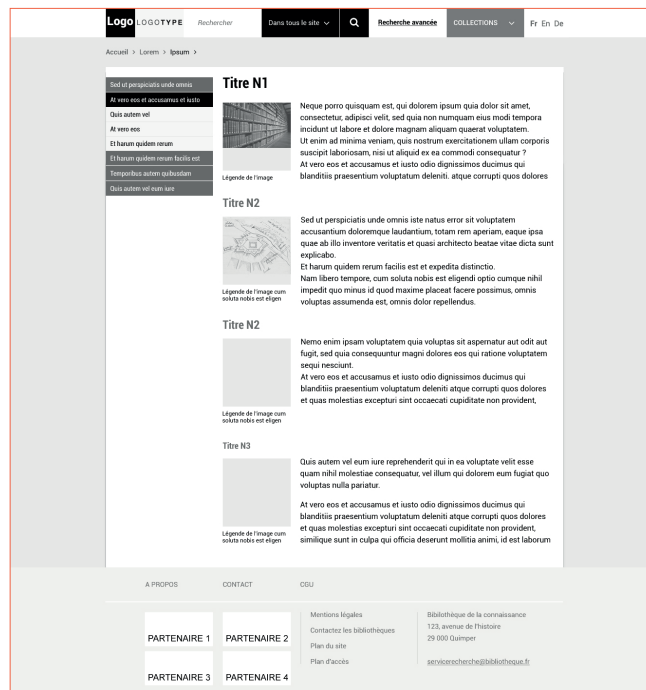 Logo LOGOTYPE Rechercher Dans tous le site Recherche avancée COLLECTIONS Fr En De
Accueil > Lorem > Ipsum >
Sed ut perspiciatis unde omnis
At vero eos et accusamus et iusto
Quis autem vel
At vero eos
Et harum quidem rerum
Et harum quidem rerum facilis est
Temporibus autem quibusdam
Quis autem vel eum iure
Titre N1
Neque porro quisquam est, qui dolorem ipsum quia dolor sit amet,
consectetur, adipisci velit, sed quia non numquam eius modi tempora
incidunt ut labore et dolore magnam aliquam quaerat voluptatem.
Ut enim ad minima veniam, quis nostrum exercitationem ullam corporis
suscipit laboriosam, nisi ut aliquid ex ea commodi consequatur ?
At vero eos et accusamus et iusto odio dignissimos ducimus qui
blanditiis praesentium voluptatum deleniti. atque corrupti quos dolores
Légende de l'image
Titre N2
Sed ut perspiciatis unde omnis iste natus error sit voluptatem
accusantium doloremque laudantium, totam rem aperiam, eaque ipsa
quae ab illo inventore veritatis et quasi architecto beatae vitae dicta sunt
explicabo.
Et harum quidem rerum facilis est et expedita distinctio.
Nam libero tempore, cum soluta nobis est eligendi optio cumque nihil
impedit quo minus id quod maxime placeat facere possimus, omnis
voluptas assumenda est, omnis dolor repellendus.
Légende de l'image cum
soluta nobis est eligen
Titre N2
Nemo enim ipsam voluptatem quia voluptas sit aspernatur aut odit aut
fugit, sed quia consequuntur magni dolores eos qui ratione voluptatem
sequi nesciunt.
At vero eos et accusamus et iusto odio dignissimos ducimus qui
blanditiis praesentium voluptatum deleniti atque corrupti quos dolores
et quas molestias excepturi sint occaecati cupiditate non provident,
Légende de l'image cum
soluta nobis est eligen
Titre N3
Quis autem vel eum iure reprehenderit qui in ea voluptate velit esse
quam nihil molestiae consequatur, vel illum qui dolorem eum fugiat quo
voluptas nulla pariatur.
At vero eos et accusamus et iusto odio dignissimos ducimus qui
blanditiis praesentium voluptatum deleniti atque corrupti quos dolores
et quas molestias excepturi sint occaecati cupiditate non provident,
similique sunt in culpa qui officia deserunt mollitia animi, id est laborum
Légende de l'image cum
soluta nobis est eligen
A PROPOS CONTACT CGU
PARTENAIRE 1 PARTENAIRE 2
PARTENAIRE 3 PARTENAIRE 4
Mentions légales
Contactez les bibliothèques
Plan du site
Plan d'accès
Bibilothèque de la connaissance
123, avenue de l'histoire
29 000 Quimper
servicerecherche@bibliotheque.fr